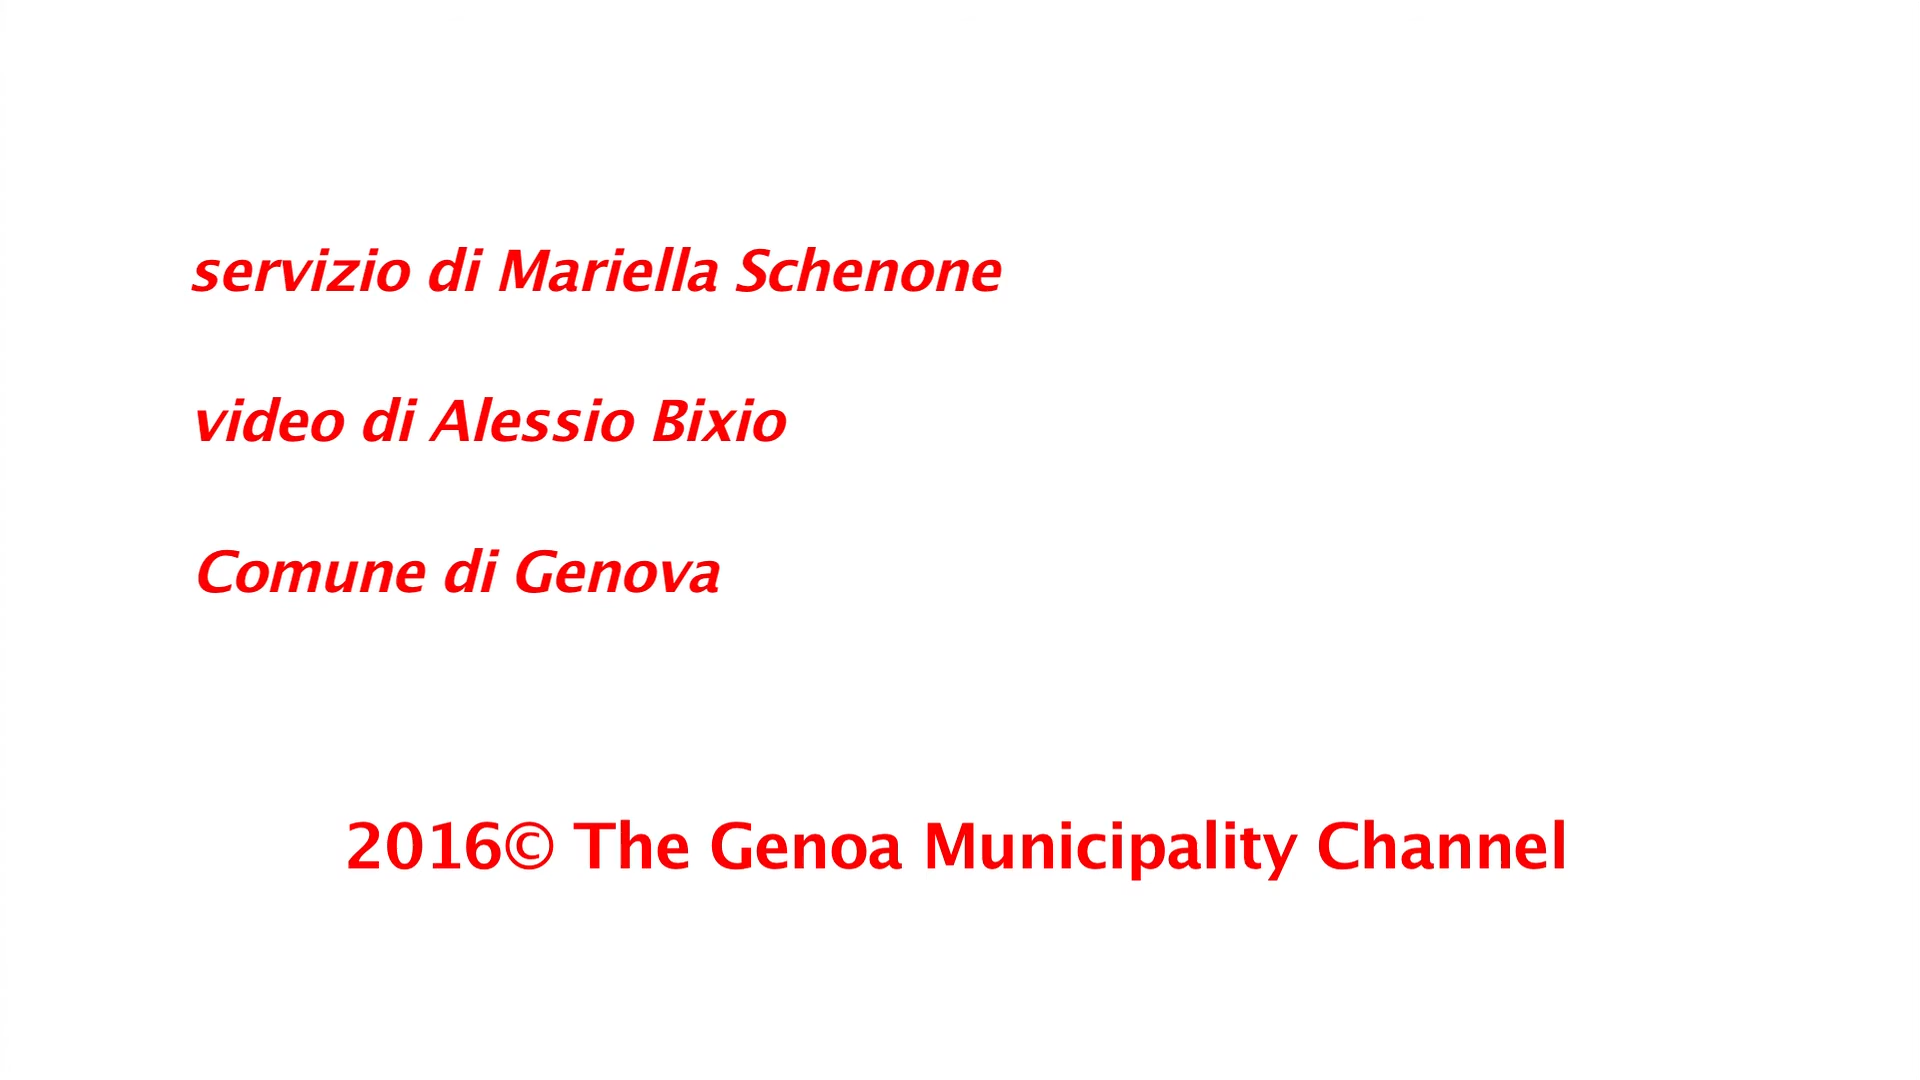 servizio di Mariella Schenone
video di Alessio Bixio
Comune di Genova
2016© The Genoa Municipality Channel